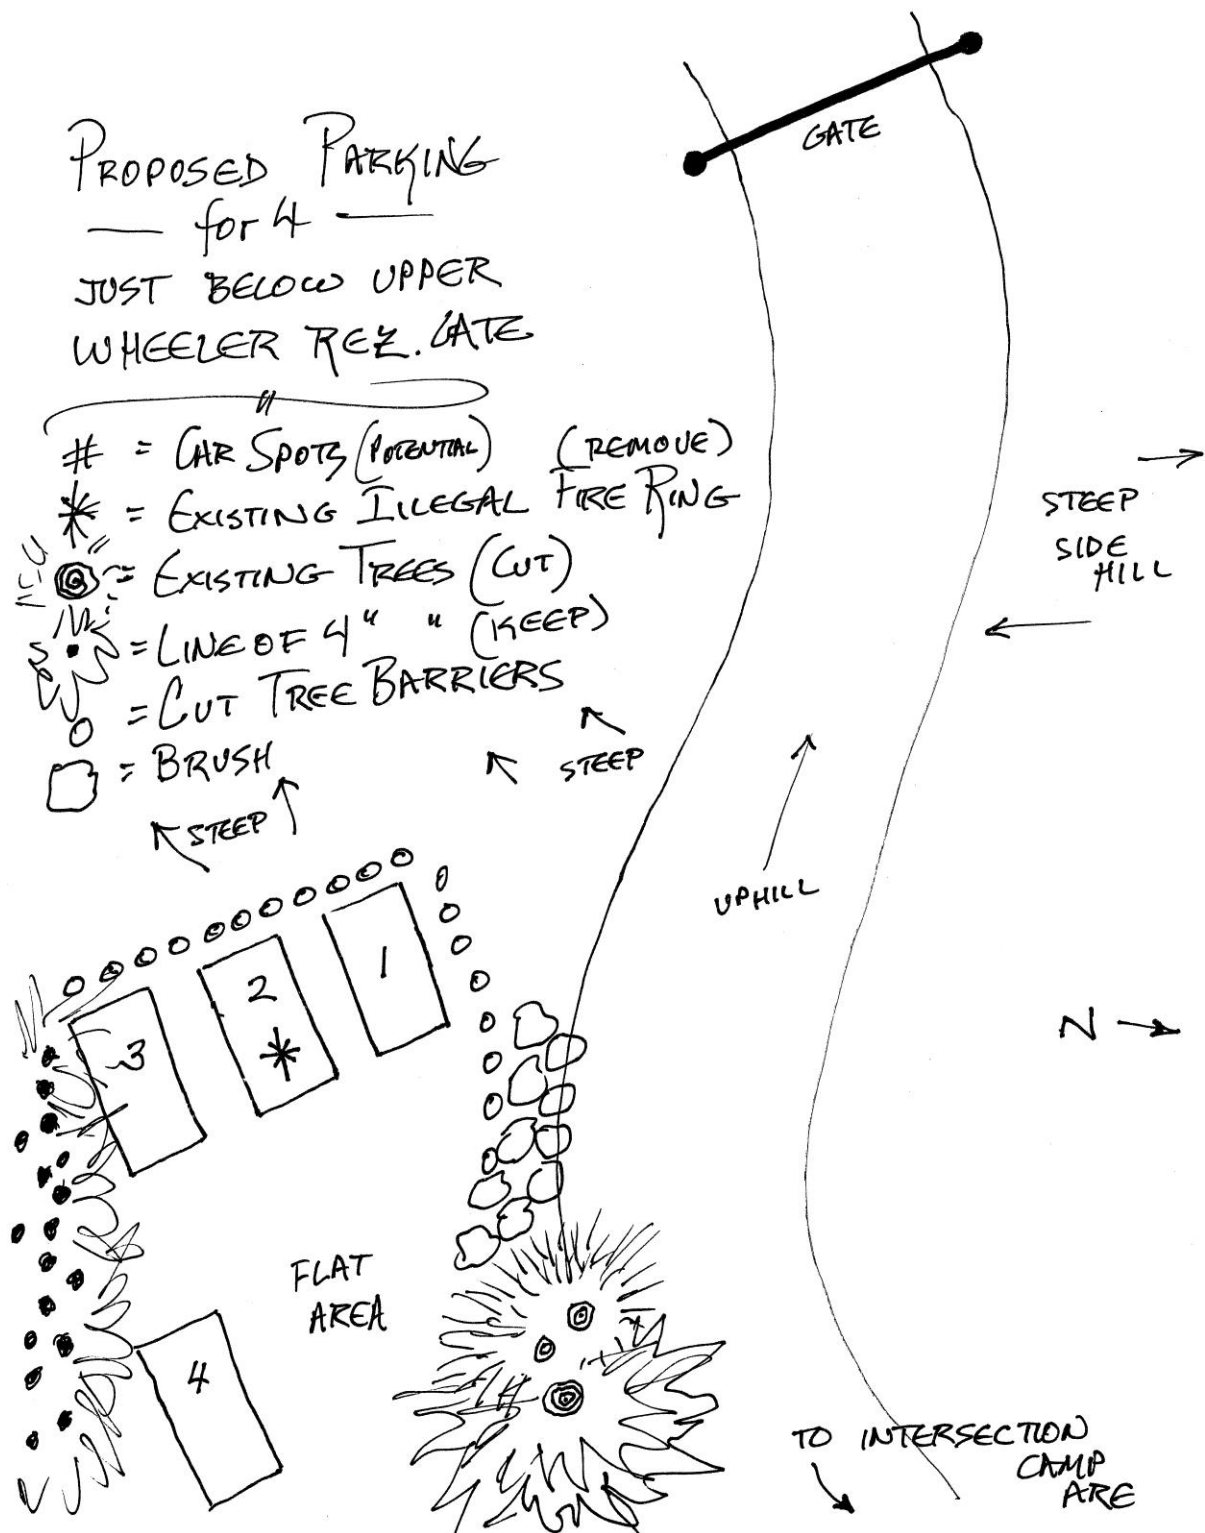 PROPOSED PARKING
— for 4 —
JUST BELOW UPPER
WHEELER REZ. GATE
# = CAR SPOTS (POTENTIAL) (REMOVE)
* = EXISTING ILLEGAL FIRE RING
= EXISTING TREES (CUT)
= LINE OF 4" " (KEEP)
= CUT TREE BARRIERS
= BRUSH
GATE
STEEP
SIDE
HILL
STEEP
STEEP
UPHILL
N
1
2
*
3
FLAT
AREA
4
TO INTERSECTION
CAMP
ARE